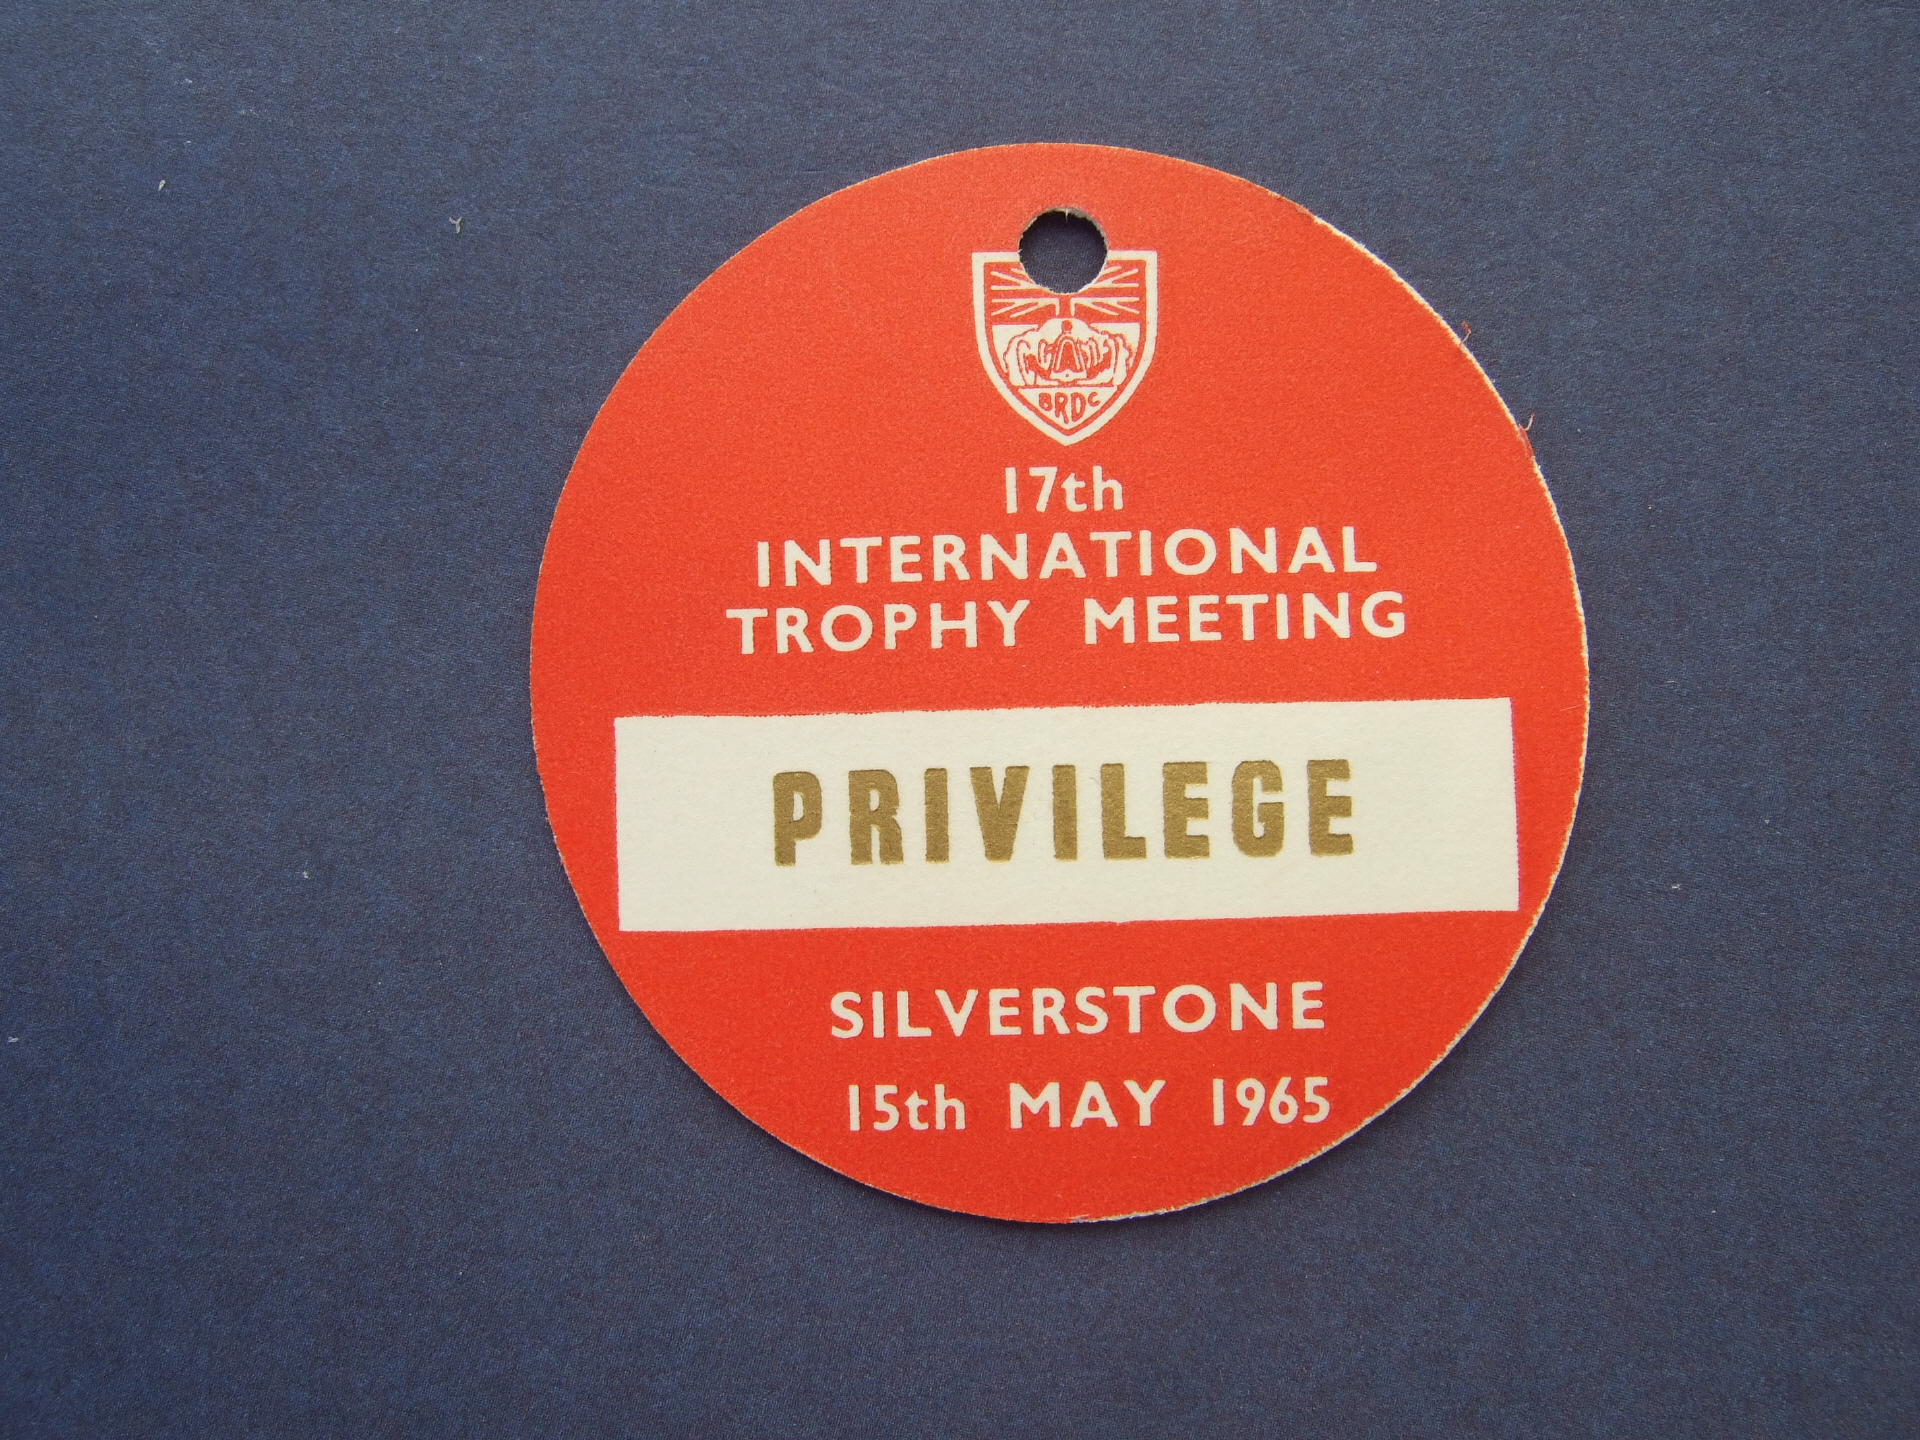 BRDC
17th
INTERNATIONAL
TROPHY MEETING
PRIVILEGE
SILVERSTONE
15th MAY 1965